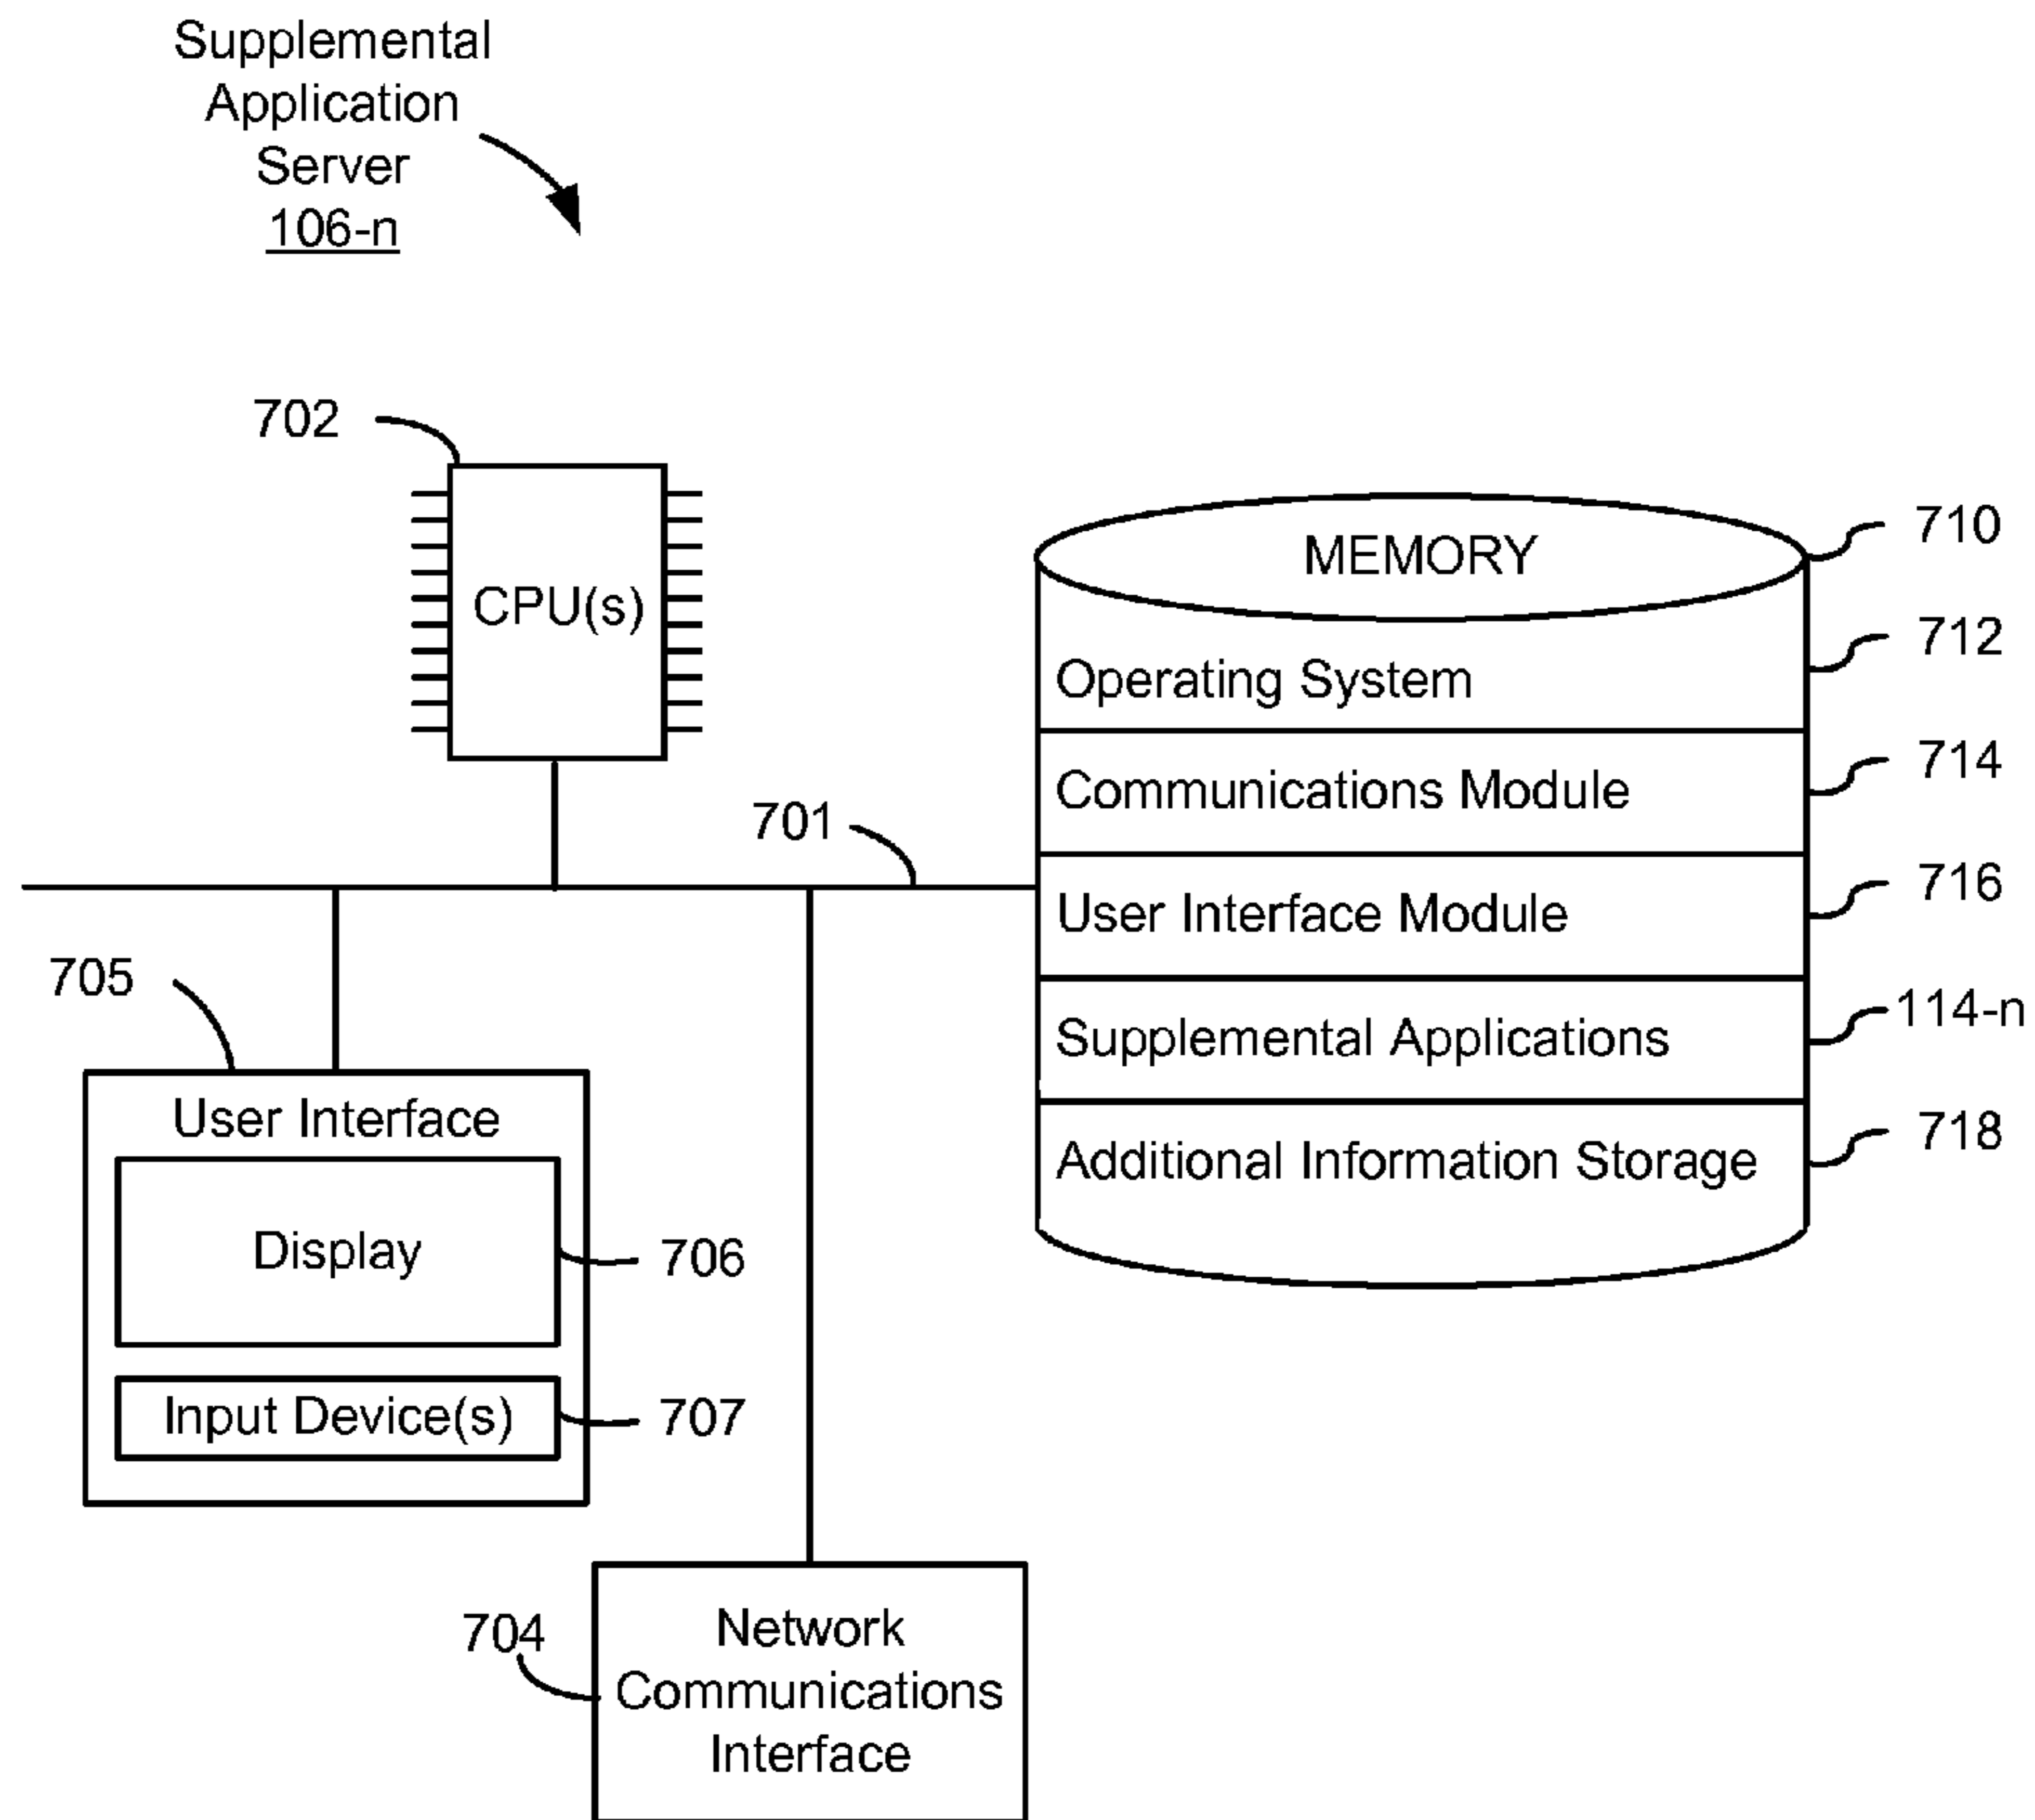 Supplemental
Application
Server
106-n
702
CPU(s)
701
MEMORY
710
Operating System
712
Communications Module
714
User Interface Module
716
Supplemental Applications
114-n
Additional Information Storage
718
705
User Interface
Display
706
Input Device(s)
707
704
Network
Communications
Interface